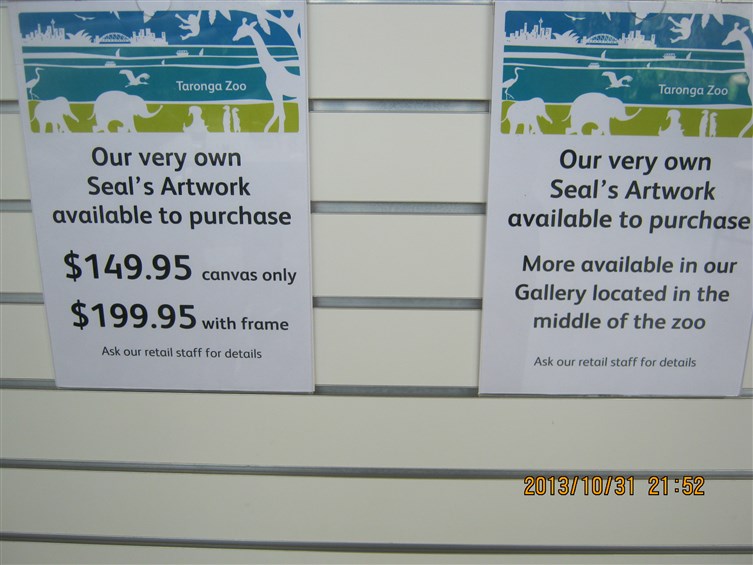 Taronga Zoo
Our very own
Seal's Artwork
available to purchase
$149.95 canvas only
$199.95 with frame
Ask our retail staff for details
Taronga Zoo
Our very own
Seal's Artwork
available to purchase
More available in our
Gallery located in the
middle of the zoo
Ask our retail staff for details
2013/10/31 21:52